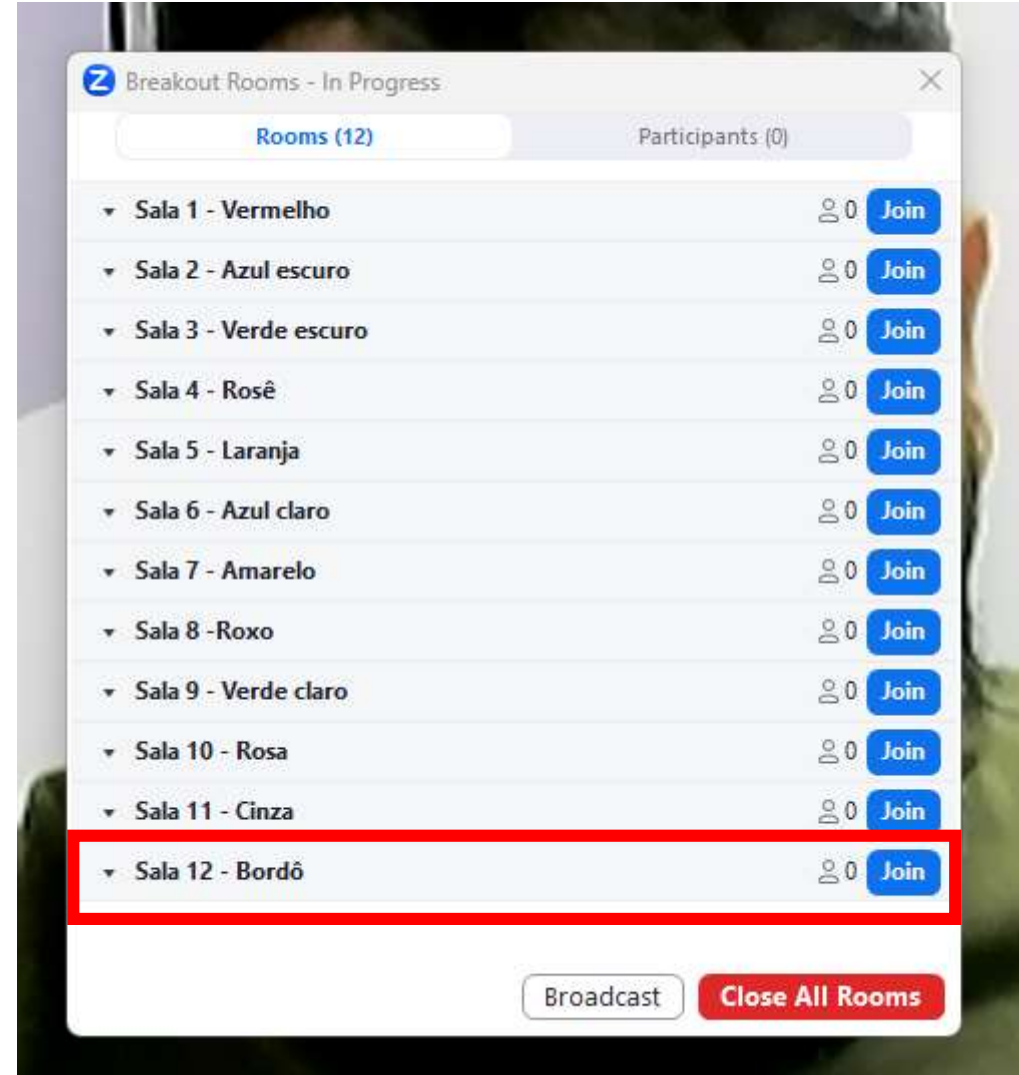 Z Breakout Rooms - In Progress
Rooms (12) Participants (0)
Sala 1 - Vermelho 0 Join
Sala 2 - Azul escuro 0 Join
Sala 3 - Verde escuro 0 Join
Sala 4 - Rosê 0 Join
Sala 5 - Laranja 0 Join
Sala 6 - Azul claro 0 Join
Sala 7 - Amarelo 0 Join
Sala 8 -Roxo 0 Join
Sala 9 - Verde claro 0 Join
Sala 10 - Rosa 0 Join
Sala 11 - Cinza 0 Join
Sala 12 - Bordô 0 Join
Broadcast Close All Rooms